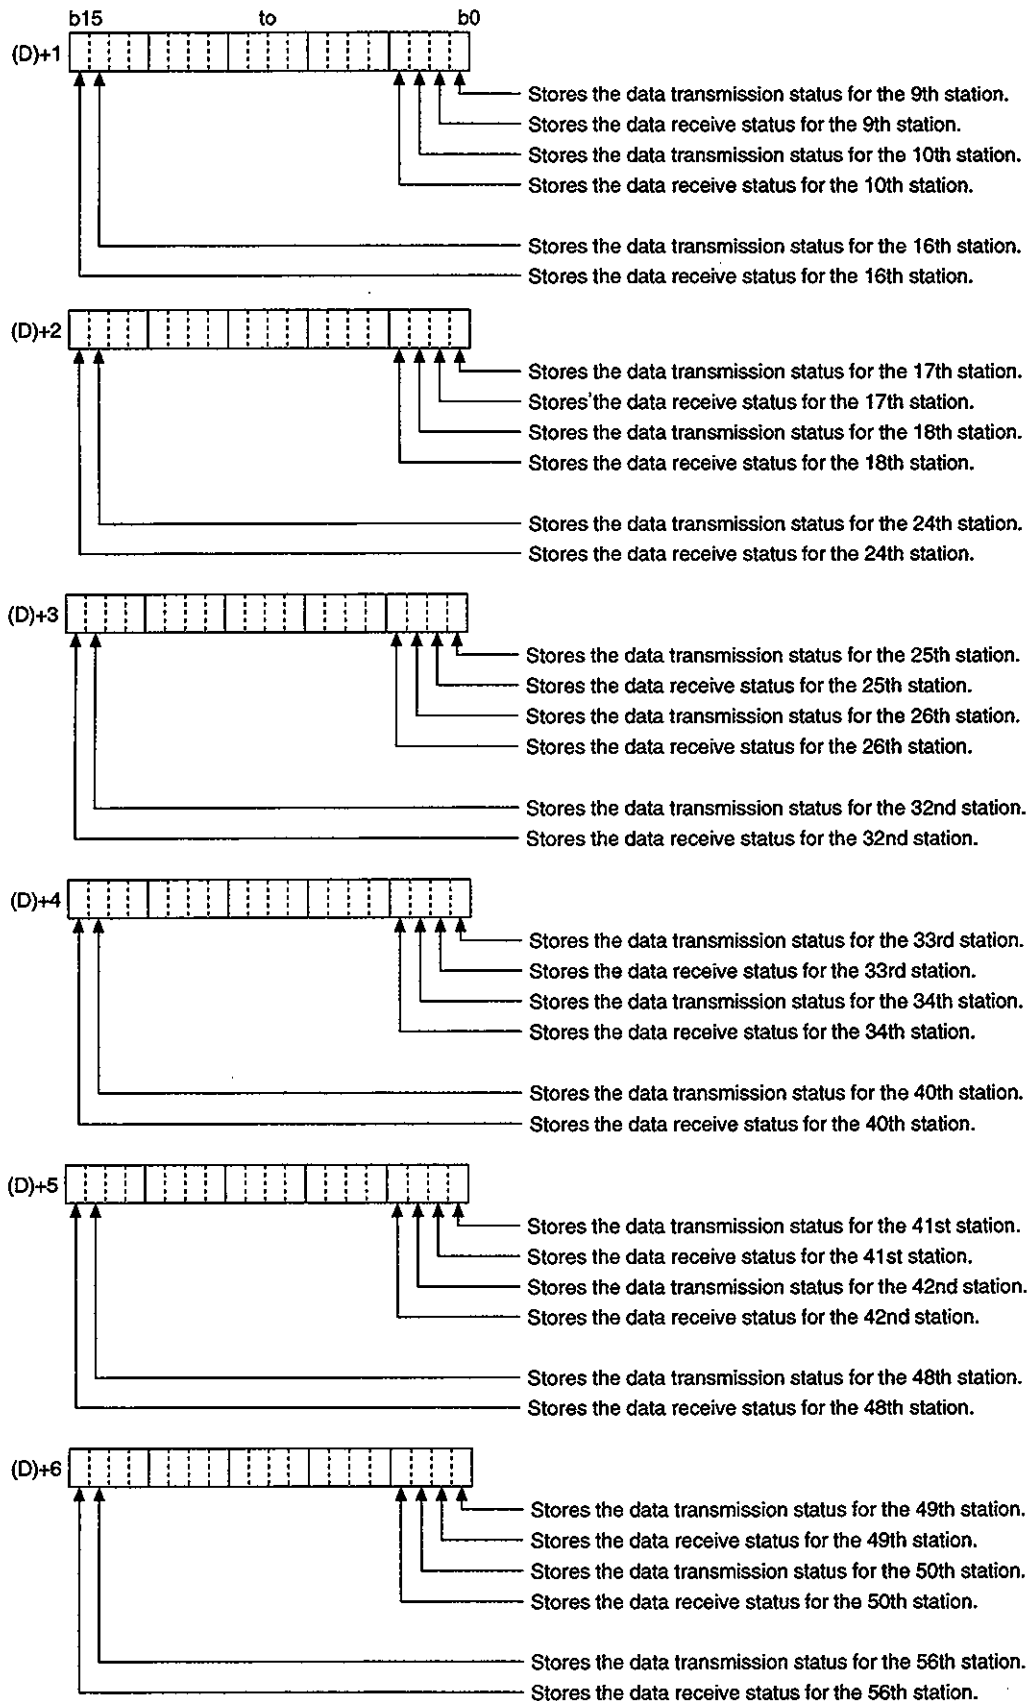 b15 to b0
(D)+1
Stores the data transmission status for the 9th station.
Stores the data receive status for the 9th station.
Stores the data transmission status for the 10th station.
Stores the data receive status for the 10th station.
Stores the data transmission status for the 16th station.
Stores the data receive status for the 16th station.
(D)+2
Stores the data transmission status for the 17th station.
Stores the data receive status for the 17th station.
Stores the data transmission status for the 18th station.
Stores the data receive status for the 18th station.
Stores the data transmission status for the 24th station.
Stores the data receive status for the 24th station.
(D)+3
Stores the data transmission status for the 25th station.
Stores the data receive status for the 25th station.
Stores the data transmission status for the 26th station.
Stores the data receive status for the 26th station.
Stores the data transmission status for the 32nd station.
Stores the data receive status for the 32nd station.
(D)+4
Stores the data transmission status for the 33rd station.
Stores the data receive status for the 33rd station.
Stores the data transmission status for the 34th station.
Stores the data receive status for the 34th station.
Stores the data transmission status for the 40th station.
Stores the data receive status for the 40th station.
(D)+5
Stores the data transmission status for the 41st station.
Stores the data receive status for the 41st station.
Stores the data transmission status for the 42nd station.
Stores the data receive status for the 42nd station.
Stores the data transmission status for the 48th station.
Stores the data receive status for the 48th station.
(D)+6
Stores the data transmission status for the 49th station.
Stores the data receive status for the 49th station.
Stores the data transmission status for the 50th station.
Stores the data receive status for the 50th station.
Stores the data transmission status for the 56th station.
Stores the data receive status for the 56th station.